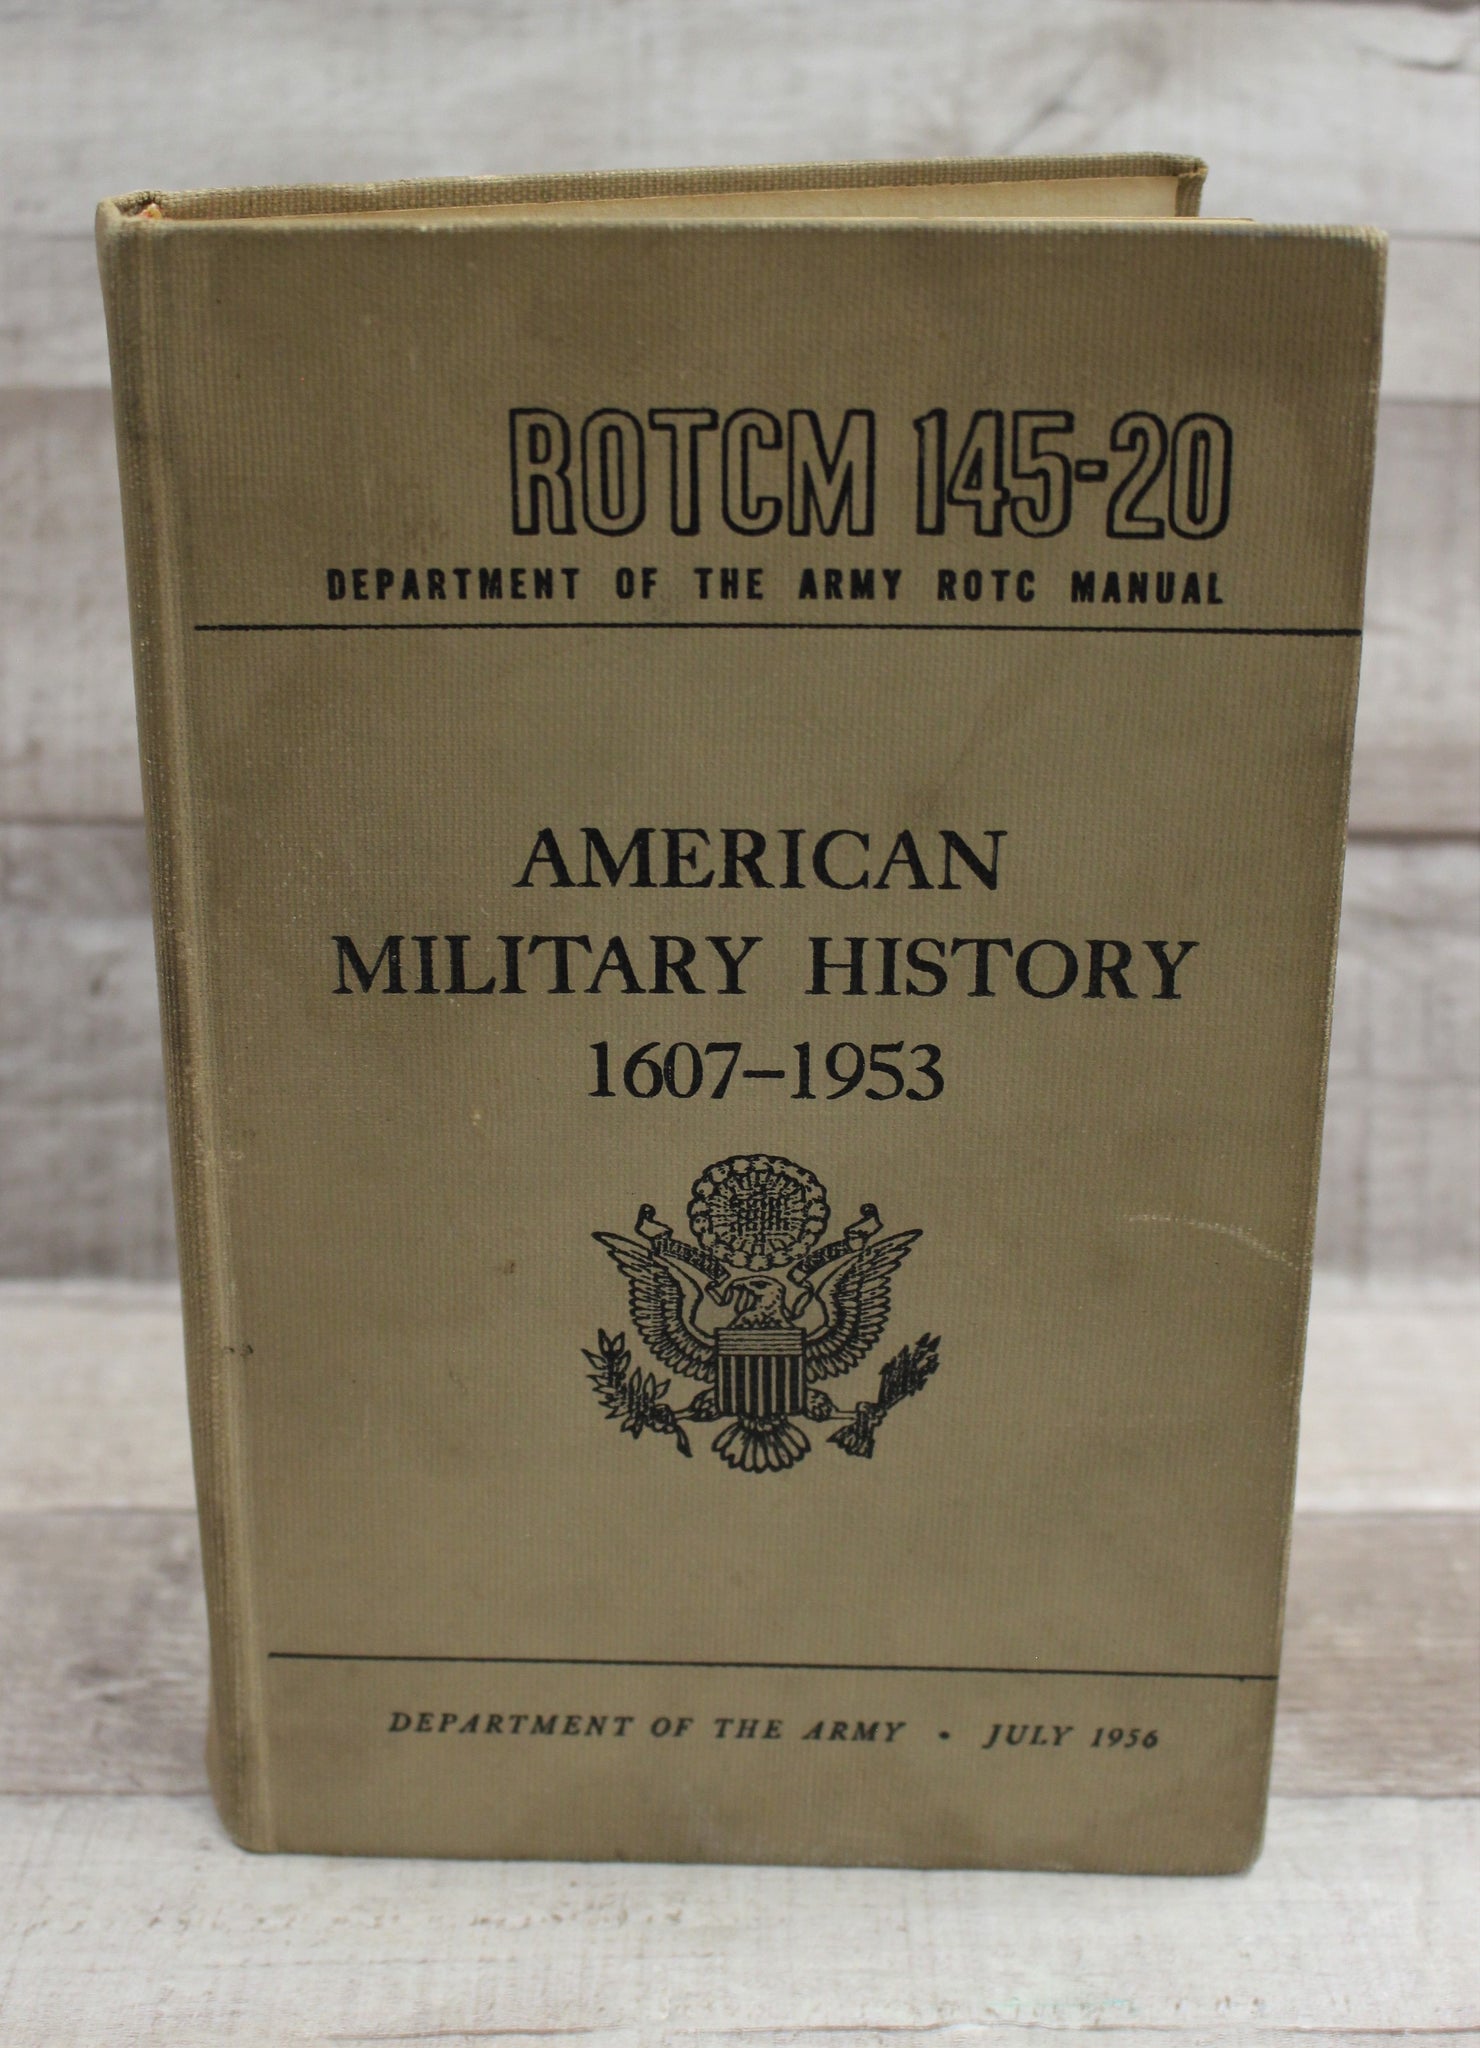 ROTCM 145-20
DEPARTMENT OF THE ARMY ROTC MANUAL
AMERICAN
MILITARY HISTORY
1607–1953
DEPARTMENT OF THE ARMY • JULY 1956